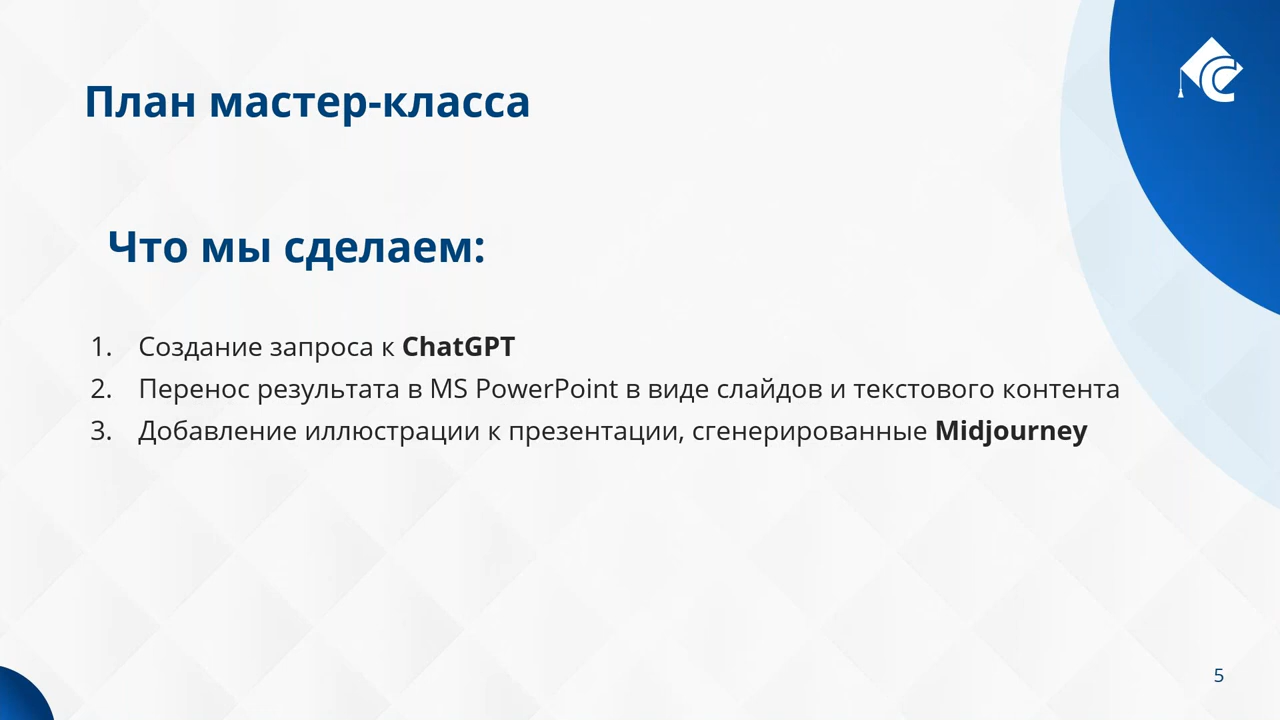 План мастер-класса
Что мы сделаем:
1. Создание запроса к ChatGPT
2. Перенос результата в MS PowerPoint в виде слайдов и текстового контента
3. Добавление иллюстрации к презентации, сгенерированные Midjourney
5